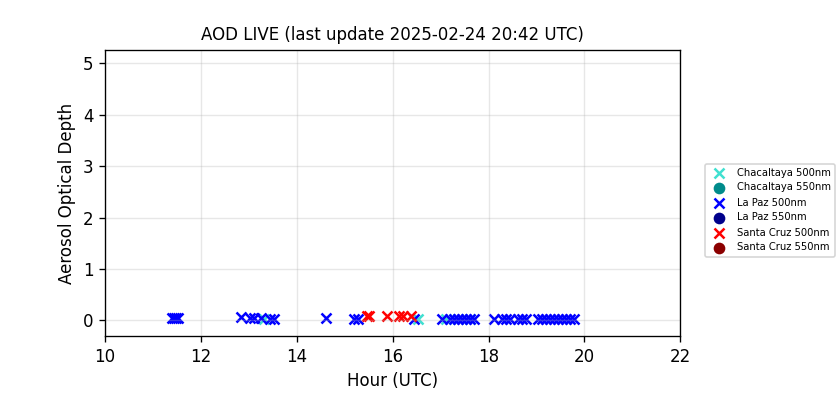 AOD LIVE (last update 2025-02-24 20:42 UTC)
5
4
3
2
1
0
Aerosol Optical Depth
10 12 14 16 18 20 22
Hour (UTC)
Chacaltaya 500nm
Chacaltaya 550nm
La Paz 500nm
La Paz 550nm
Santa Cruz 500nm
Santa Cruz 550nm